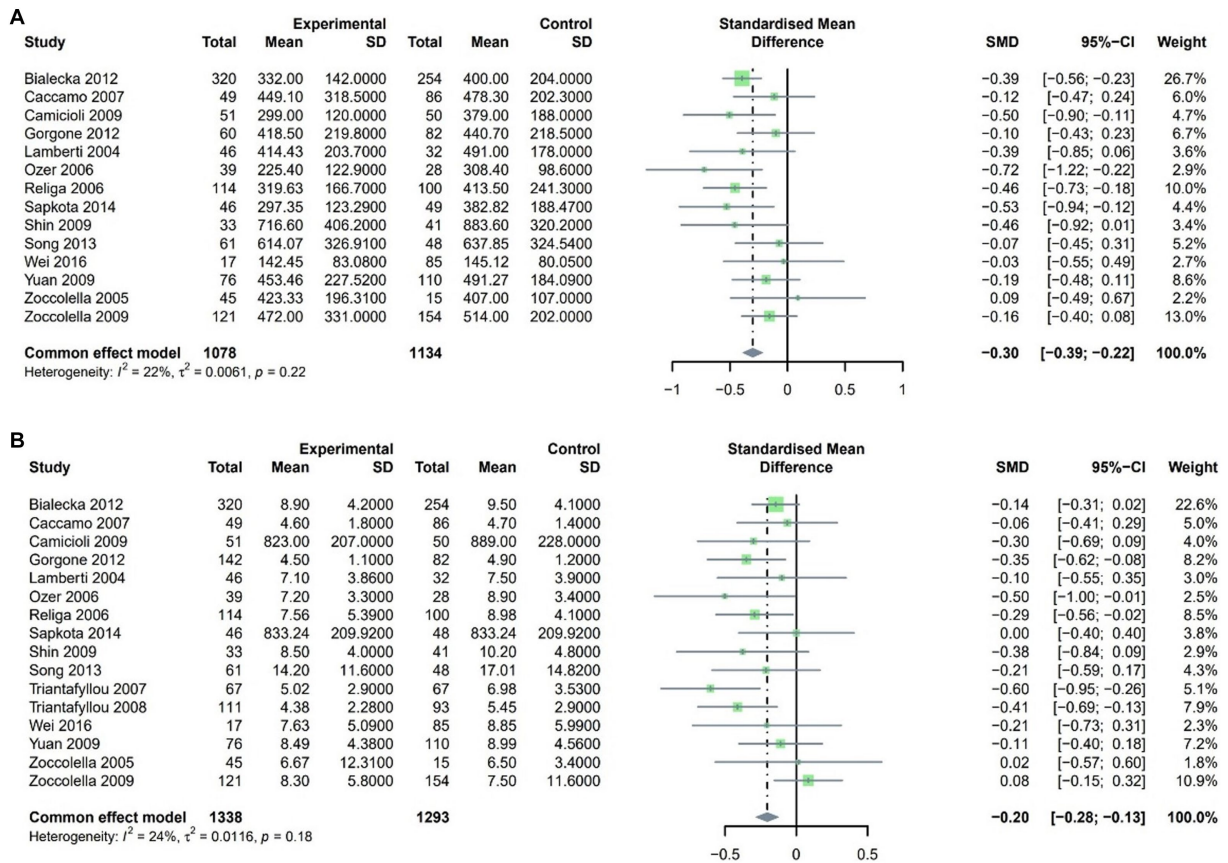 A
Experimental Control Standardised Mean
Study Total Mean SD Total Mean SD Difference SMD 95%−CI Weight
Bialecka 2012 320 332.00 142.0000 254 400.00 204.0000 −0.39 [−0.56; −0.23] 26.7%
Caccamo 2007 49 449.10 318.5000 86 478.30 202.3000 −0.12 [−0.47; 0.24] 6.0%
Camicioli 2009 51 299.00 120.0000 50 379.00 188.0000 −0.50 [−0.90; −0.11] 4.7%
Gorgone 2012 60 418.50 219.8000 82 440.70 218.5000 −0.10 [−0.43; 0.23] 6.7%
Lamberti 2004 46 414.43 203.7000 32 491.00 178.0000 −0.39 [−0.85; 0.06] 3.6%
Ozer 2006 39 225.40 122.9000 28 308.40 98.6000 −0.72 [−1.22; −0.22] 2.9%
Religa 2006 114 319.63 166.7000 100 413.50 241.3000 −0.46 [−0.73; −0.18] 10.0%
Sapkota 2014 46 297.35 123.2900 49 382.82 188.4700 −0.53 [−0.94; −0.12] 4.4%
Shin 2009 33 716.60 406.2000 41 883.60 320.2000 −0.46 [−0.92; 0.01] 3.4%
Song 2013 61 614.07 326.9100 48 637.85 324.5400 −0.07 [−0.45; 0.31] 5.2%
Wei 2016 17 142.45 83.0800 85 145.12 80.0500 −0.03 [−0.55; 0.49] 2.7%
Yuan 2009 76 453.46 227.5200 110 491.27 184.0900 −0.19 [−0.48; 0.11] 8.6%
Zoccolella 2005 45 423.33 196.3100 15 407.00 107.0000 0.09 [−0.49; 0.67] 2.2%
Zoccolella 2009 121 472.00 331.0000 154 514.00 202.0000 −0.16 [−0.40; 0.08] 13.0%
Common effect model 1078 1134 −0.30 [−0.39; −0.22] 100.0%
Heterogeneity: I² = 22%, τ² = 0.0061, p = 0.22
−1 −0.5 0 0.5 1
B
Experimental Control Standardised Mean
Study Total Mean SD Total Mean SD Difference SMD 95%−CI Weight
Bialecka 2012 320 8.90 4.2000 254 9.50 4.1000 −0.14 [−0.31; 0.02] 22.6%
Caccamo 2007 49 4.60 1.8000 86 4.70 1.4000 −0.06 [−0.41; 0.29] 5.0%
Camicioli 2009 51 823.00 207.0000 50 889.00 228.0000 −0.30 [−0.69; 0.09] 4.0%
Gorgone 2012 142 4.50 1.1000 82 4.90 1.2000 −0.35 [−0.62; −0.08] 8.2%
Lamberti 2004 46 7.10 3.8600 32 7.50 3.9000 −0.10 [−0.55; 0.35] 3.0%
Ozer 2006 39 7.20 3.3000 28 8.90 3.4000 −0.50 [−1.00; −0.01] 2.5%
Religa 2006 114 7.56 5.3900 100 8.98 4.1000 −0.29 [−0.56; −0.02] 8.5%
Sapkota 2014 46 833.24 209.9200 48 833.24 209.9200 0.00 [−0.40; 0.40] 3.8%
Shin 2009 33 8.50 4.0000 41 10.20 4.8000 −0.38 [−0.84; 0.09] 2.9%
Song 2013 61 14.20 11.6000 48 17.01 14.8200 −0.21 [−0.59; 0.17] 4.3%
Triantafyllou 2007 67 5.02 2.9000 67 6.98 3.5300 −0.60 [−0.95; −0.26] 5.1%
Triantafyllou 2008 111 4.38 2.2800 93 5.45 2.9000 −0.41 [−0.69; −0.13] 7.9%
Wei 2016 17 7.63 5.0900 85 8.85 5.9900 −0.21 [−0.73; 0.31] 2.3%
Yuan 2009 76 8.49 4.3800 110 8.99 4.5600 −0.11 [−0.40; 0.18] 7.2%
Zoccolella 2005 45 6.67 12.3100 15 6.50 3.4000 0.02 [−0.57; 0.60] 1.8%
Zoccolella 2009 121 8.30 5.8000 154 7.50 11.6000 0.08 [−0.15; 0.32] 10.9%
Common effect model 1338 1293 −0.20 [−0.28; −0.13] 100.0%
Heterogeneity: I² = 24%, τ² = 0.0116, p = 0.18
−0.5 0 0.5